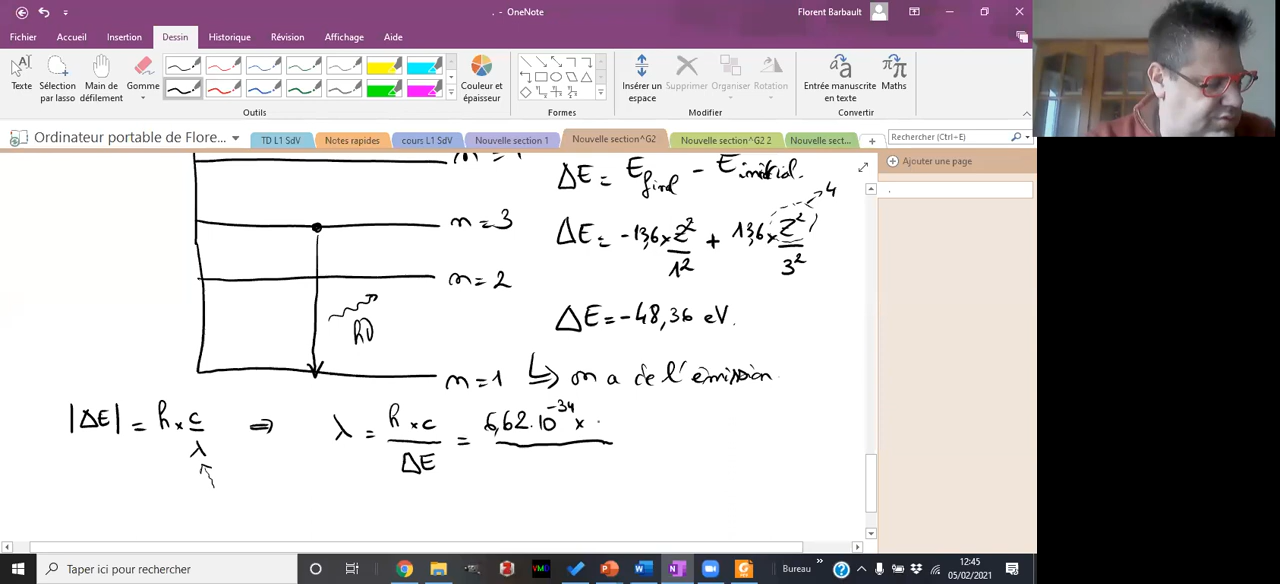 . - OneNote
Florent Barbault
Fichier Accueil Insertion Dessin Historique Révision Affichage Aide
Texte
Sélection par lasso
Main de défilement
Gomme
Couleur et épaisseur
Insérer un espace
Supprimer
Organiser
Rotation
Entrée manuscrite en texte
Maths
Outils Formes Modifier Convertir
Ordinateur portable de Flore...
TD L1 SdV
Notes rapides
cours L1 SdV
Nouvelle section 1
Nouvelle section^G2
Nouvelle section^G2 2
Nouvelle sect...
Rechercher (Ctrl+E)
Ajouter une page
ΔE = E final - E initial.
n = 3
ΔE = -13,6 x Z²/1² + 13,6 x Z²/3²
4
n = 2
hν
ΔE = -48,36 eV.
n = 1
↳ on a de l'émission
|ΔE| = h x c/λ ⇒ λ = h x c/ΔE = 6,62.10⁻³⁴ x
Taper ici pour rechercher
Bureau
12:45
05/02/2021